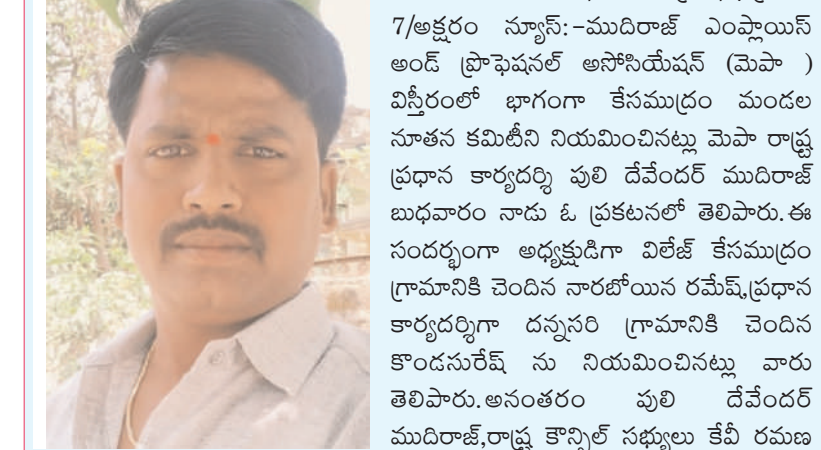 7/అక్షరం న్యూస్:-ముదిరాజ్ ఎంప్లాయిస్
అండ్ ప్రొఫెషనల్ అసోసియేషన్ (మెపా )
విస్తీరంలో భాగంగా కేసముద్రం మండల
నూతన కమిటీని నియమించినట్లు మెపా రాష్ట్ర
ప్రధాన కార్యదర్శి పులి దేవేందర్ ముదిరాజ్
బుధవారం నాడు ఓ ప్రకటనలో తెలిపారు.ఈ
సందర్భంగా అధ్యక్షుడిగా విలేజ్ కేసముద్రం
గ్రామానికి చెందిన నారబోయిన రమేష్,ప్రధాన
కార్యదర్శిగా దన్నసరి గ్రామానికి చెందిన
కొండసురేష్ ను నియమించినట్లు వారు
తెలిపారు.అనంతరం పులి దేవేందర్
ముదిరాజ్,రాష్ట్ర కౌన్సిల్ సభ్యులు కేవీ రమణ